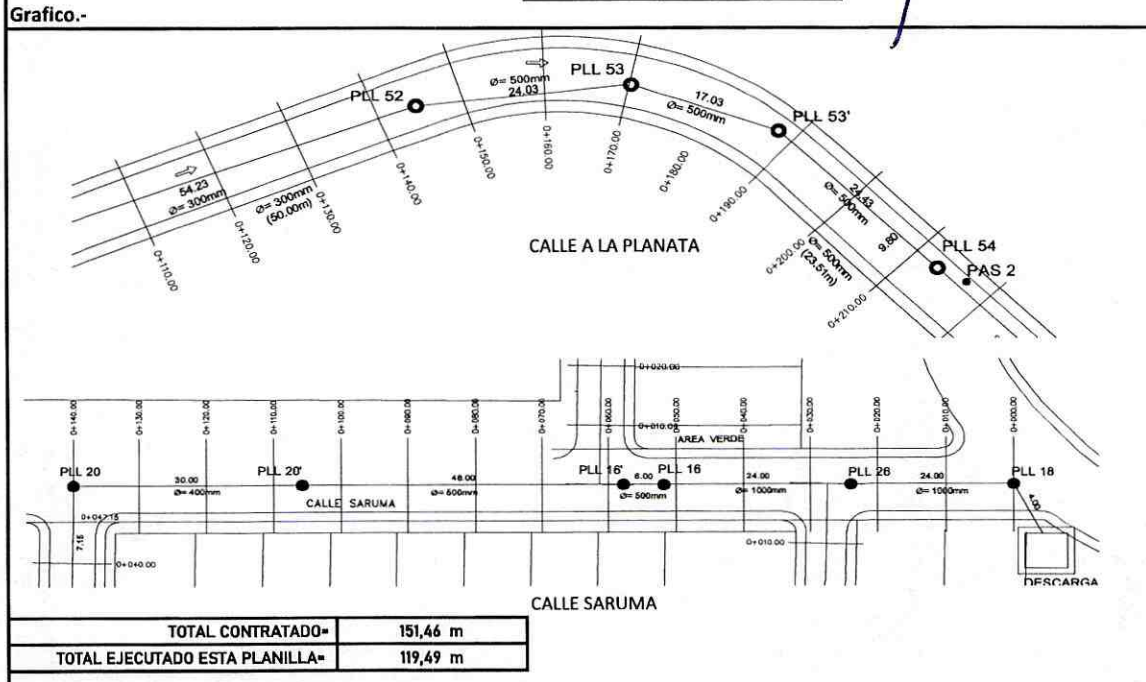 Grafico.-
PLL 52
Ø= 500mm
24.03
PLL 53
17.03
Ø= 500mm
PLL 53'
54.23
Ø= 300mm
Ø= 300mm
(50.00m)
24.43
Ø= 500mm
9.80
PLL 54
PAS 2
Ø= 500mm
(23.51m)
0+110.00
0+120.00
0+130.00
0+140.00
0+150.00
0+160.00
0+170.00
0+180.00
0+190.00
0+200.00
0+210.00
CALLE A LA PLANATA
0+140.00
0+130.00
0+120.00
0+110.00
0+100.00
0+090.00
0+080.00
0+070.00
0+060.00
0+050.00
0+040.00
0+030.00
0+020.00
0+010.00
0+000.00
0+020.00
0+010.00
AREA VERDE
PLL 20
30.00
Ø= 400mm
PLL 20'
CALLE SARUMA
48.00
Ø= 500mm
PLL 16'
6.00
Ø= 500mm
PLL 16
24.00
Ø= 1000mm
PLL 26
24.00
Ø= 1000mm
PLL 18
4.00
0+047.15
7.15
0+040.00
0+010.00
DESCARGA
CALLE SARUMA
TOTAL CONTRATADO= 151,46 m
TOTAL EJECUTADO ESTA PLANILLA= 119,49 m